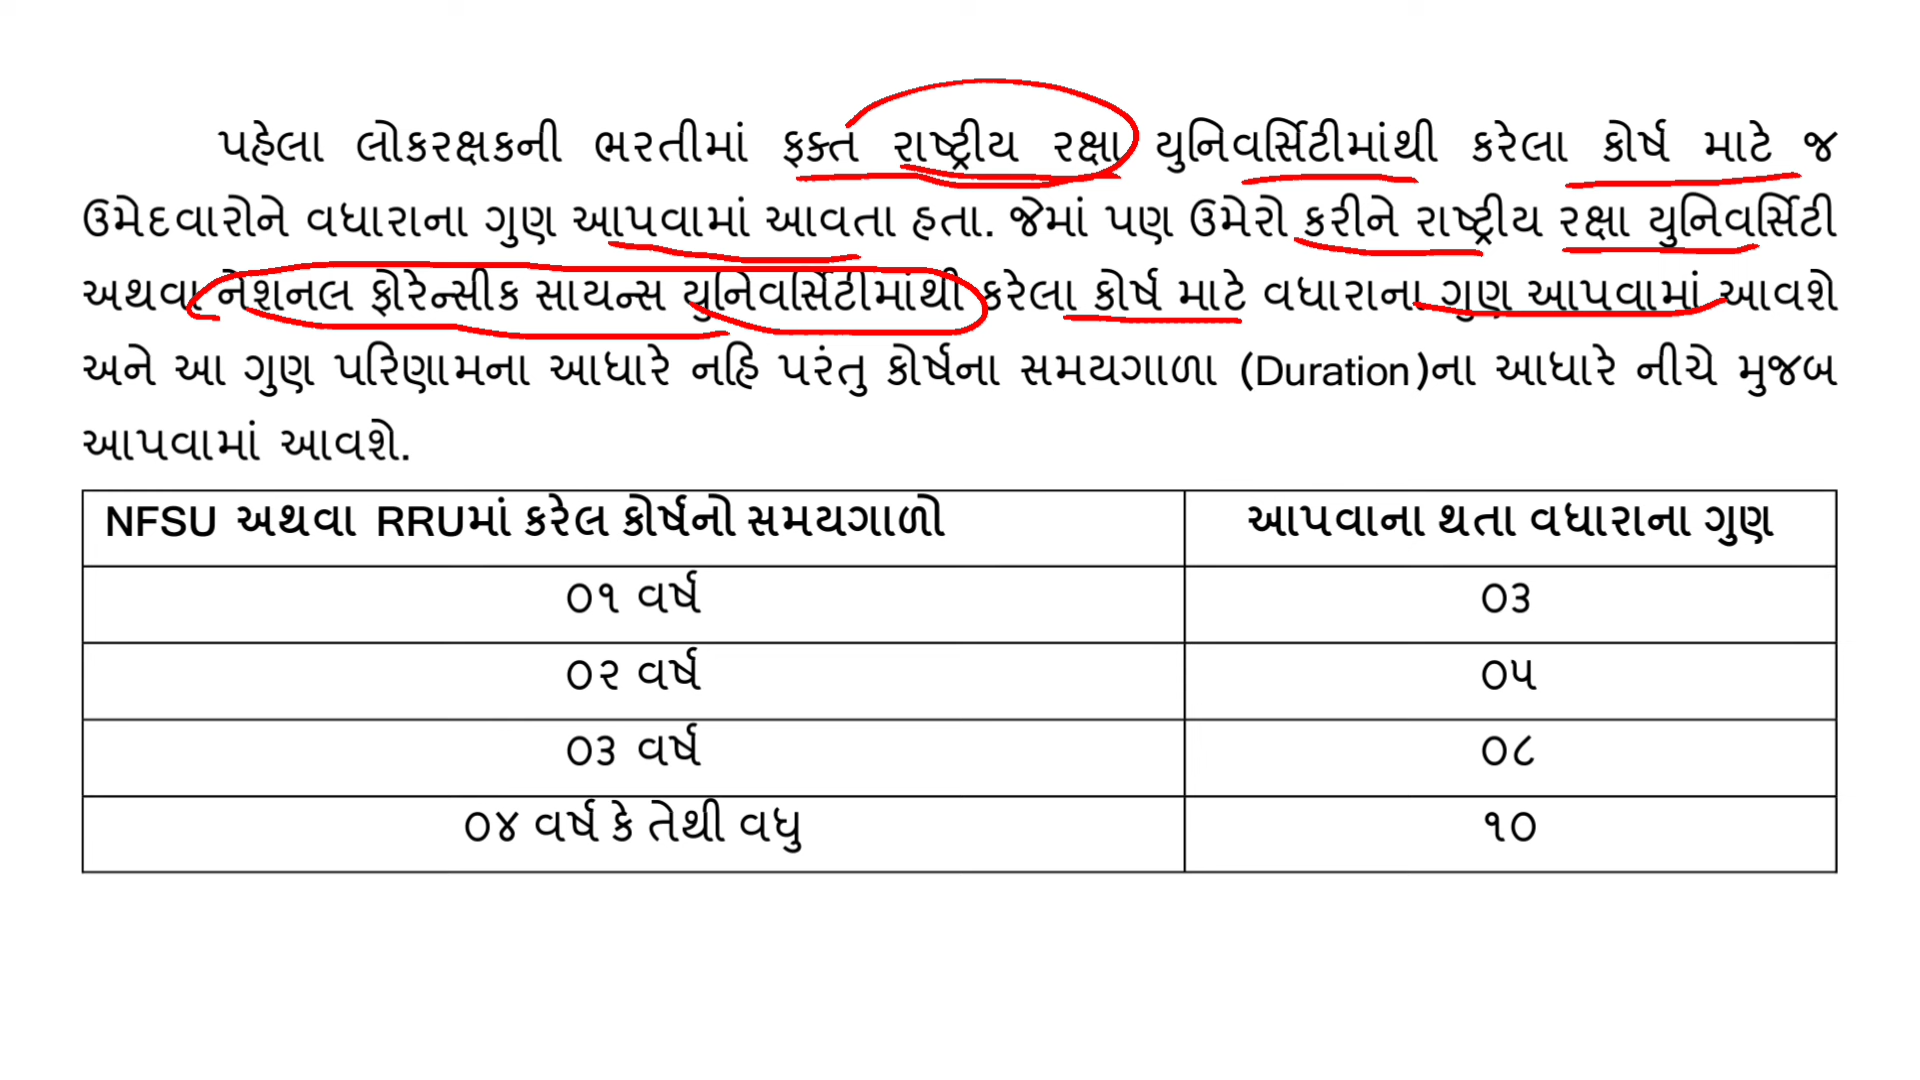 પહેલા લોકરક્ષકની ભરતીમાં ફક્ત રાષ્ટ્રીય રક્ષા યુનિવર્સિટીમાંથી કરેલા કોર્ષ માટે જ
ઉમેદવારોને વધારાના ગુણ આપવામાં આવતા હતા. જેમાં પણ ઉમેરો કરીને રાષ્ટ્રીય રક્ષા યુનિવર્સિટી
અથવા નેશનલ ફોરેન્સીક સાયન્સ યુનિવર્સિટીમાંથી કરેલા કોર્ષ માટે વધારાના ગુણ આપવામાં આવશે
અને આ ગુણ પરિણામના આધારે નહિ પરંતુ કોર્ષના સમયગાળા (Duration)ના આધારે નીચે મુજબ
આપવામાં આવશે.
NFSU અથવા RRUમાં કરેલ કોર્ષનો સમયગાળો આપવાના થતા વધારાના ગુણ
૦૧ વર્ષ ૦૩
૦૨ વર્ષ ૦૫
૦૩ વર્ષ ૦૮
૦૪ વર્ષ કે તેથી વધુ ૧૦